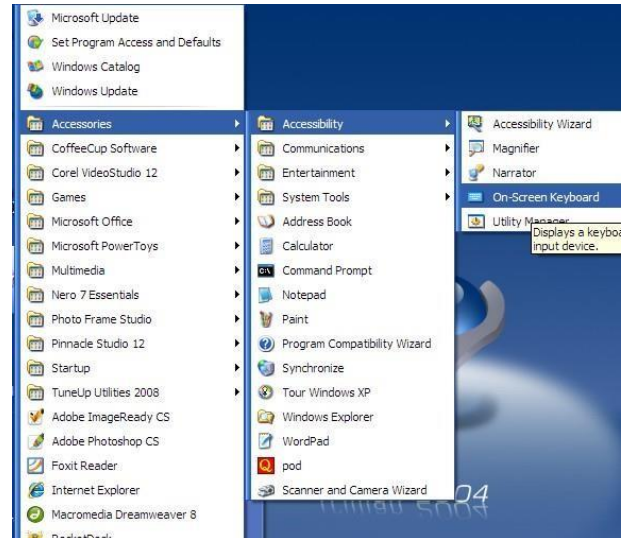 Microsoft Update
Set Program Access and Defaults
Windows Catalog
Windows Update
Accessories
CoffeeCup Software
Corel VideoStudio 12
Games
Microsoft Office
Microsoft PowerToys
Multimedia
Nero 7 Essentials
Photo Frame Studio
Pinnacle Studio 12
Startup
TuneUp Utilities 2008
Adobe ImageReady CS
Adobe Photoshop CS
Foxit Reader
Internet Explorer
Macromedia Dreamweaver 8
RocketDock
Accessibility
Communications
Entertainment
System Tools
Address Book
Calculator
Command Prompt
Notepad
Paint
Program Compatibility Wizard
Synchronize
Tour Windows XP
Windows Explorer
WordPad
pod
Scanner and Camera Wizard
Accessibility Wizard
Magnifier
Narrator
On-Screen Keyboard
Utility Manager
Displays a keyboa
input device.